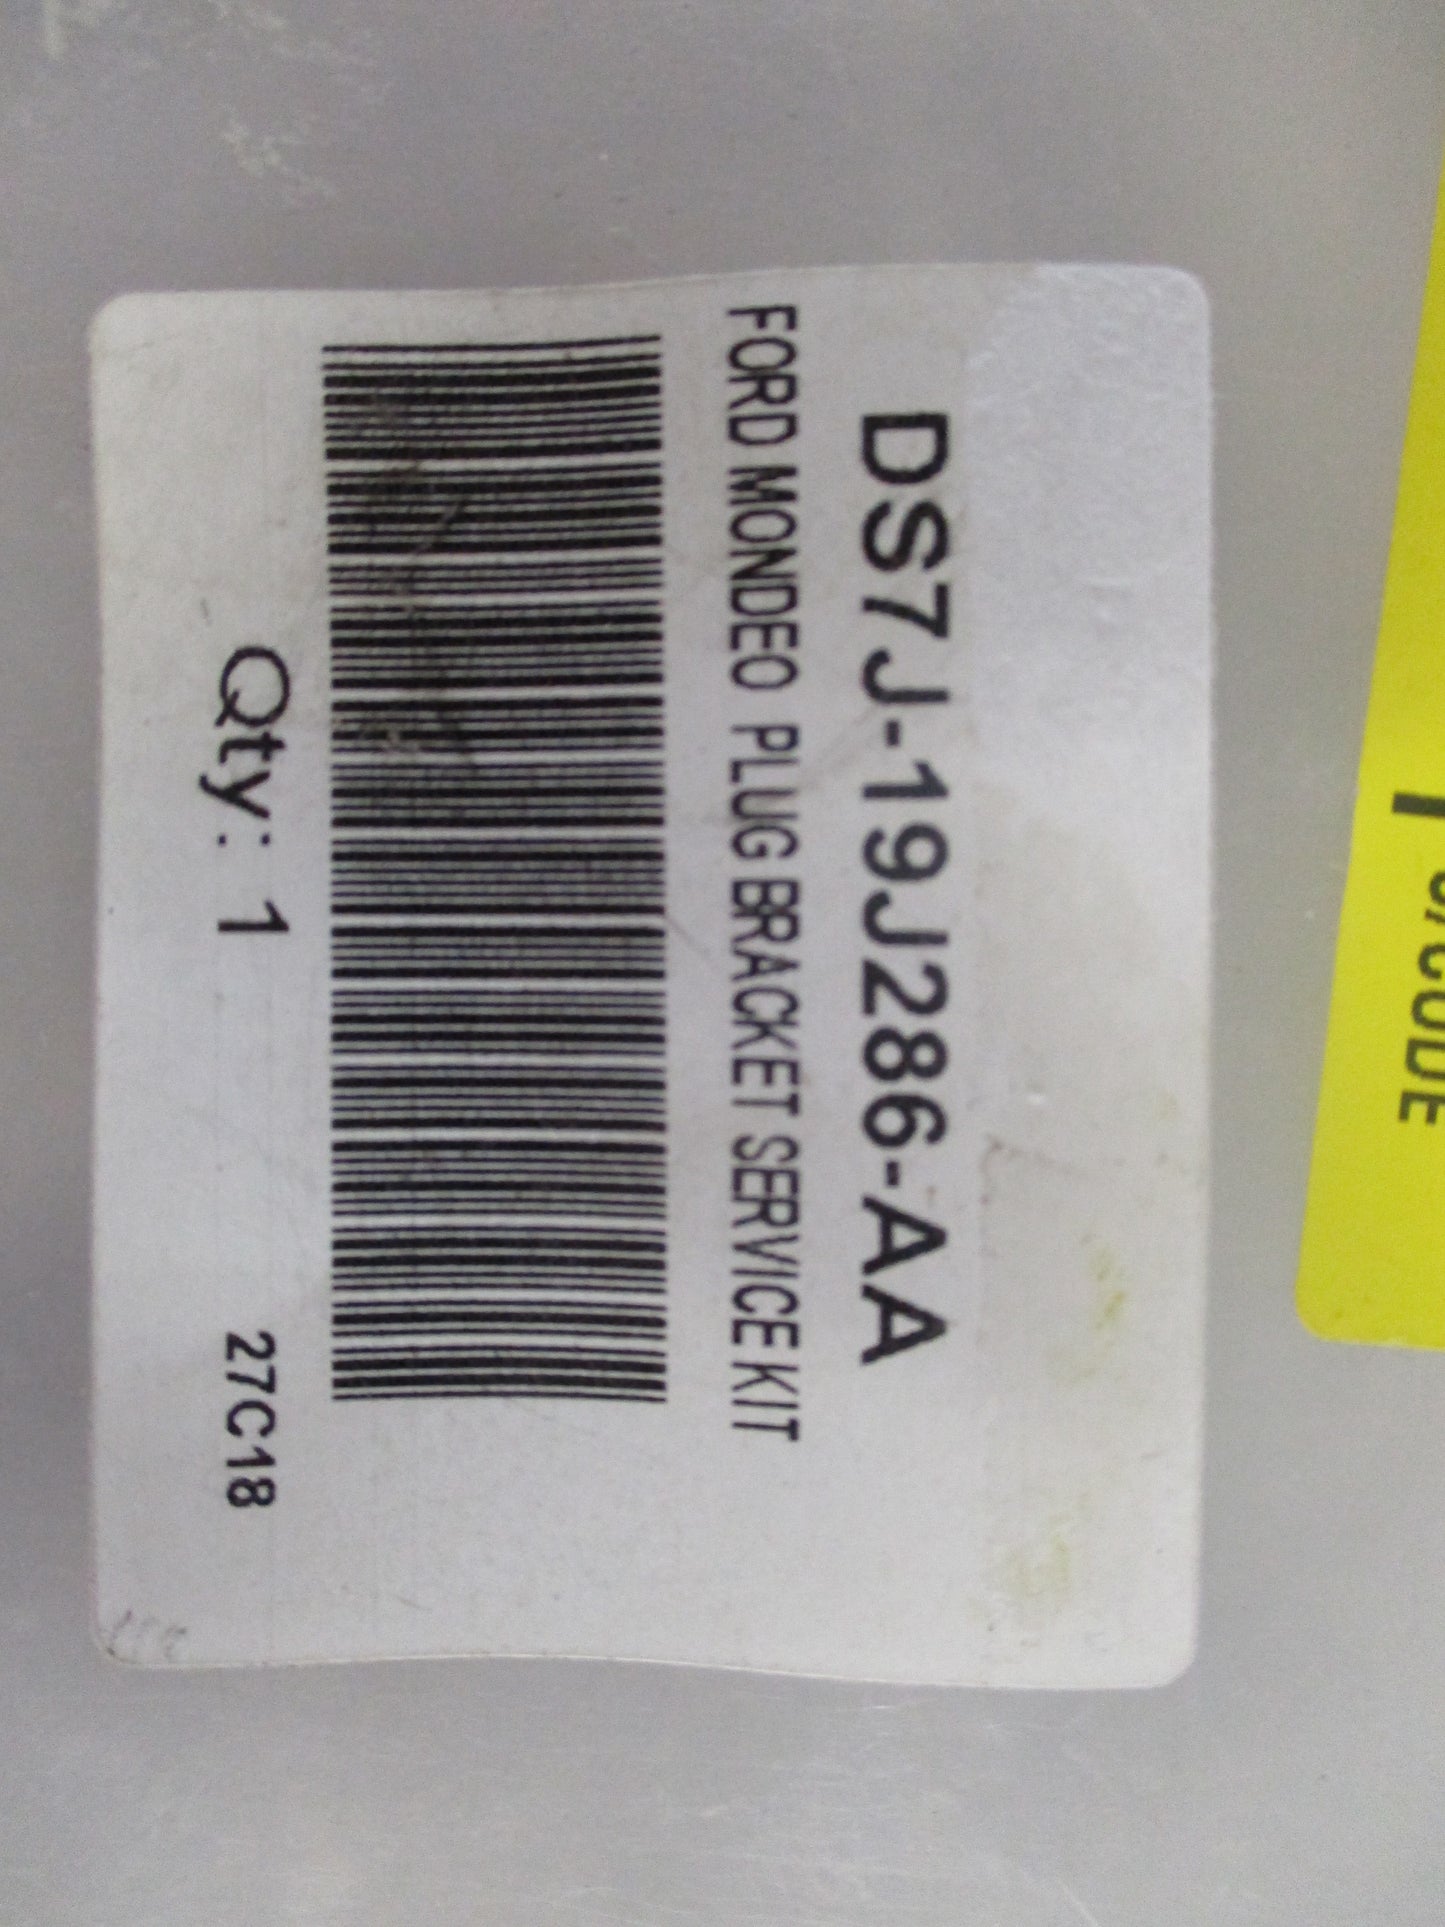 DS7J-19J286-AA
FORD MONDEO PLUG BRACKET SERVICE KIT
Qty: 1
27C18